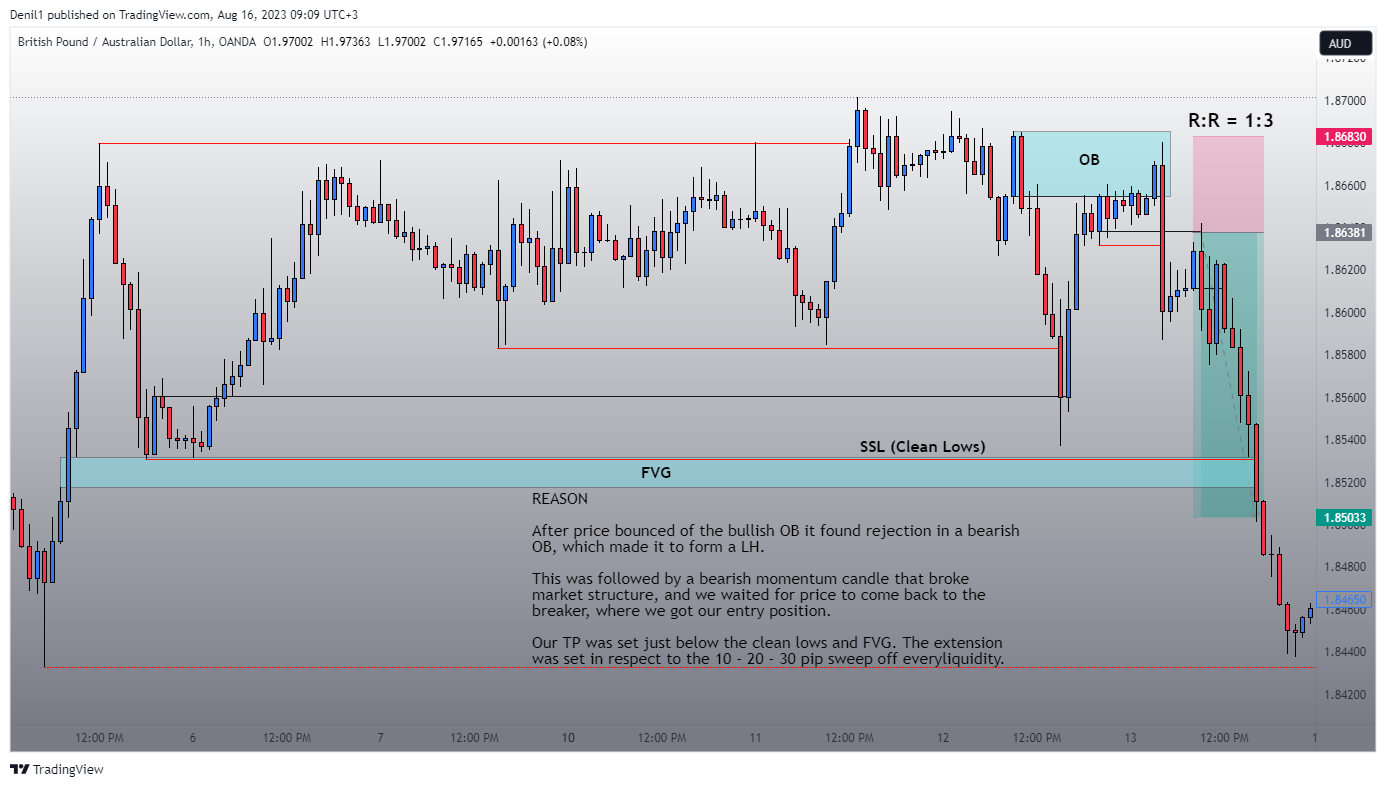 Denil1 published on TradingView.com, Aug 16, 2023 09:09 UTC+3
British Pound / Australian Dollar, 1h, OANDA O1.97002 H1.97363 L1.97002 C1.97165 +0.00163 (+0.08%)
AUD
1.87000
R:R = 1:3
1.86830
OB
1.86600
1.86381
1.86200
1.86000
1.85800
1.85600
SSL (Clean Lows)
1.85400
FVG
1.85200
REASON
1.85033
After price bounced of the bullish OB it found rejection in a bearish
OB, which made it to form a LH.
1.84800
This was followed by a bearish momentum candle that broke
market structure, and we waited for price to come back to the
breaker, where we got our entry position.
1.84650
1.84600
Our TP was set just below the clean lows and FVG. The extension
was set in respect to the 10 - 20 - 30 pip sweep off everyliquidity.
1.84400
1.84200
12:00 PM 6 12:00 PM 7 12:00 PM 10 12:00 PM 11 12:00 PM 12 12:00 PM 13 12:00 PM 1
TradingView